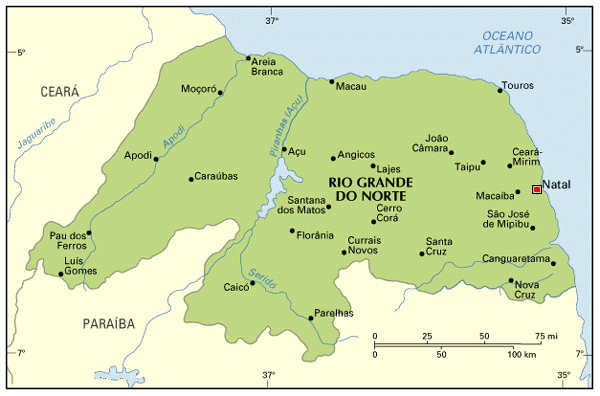 37°
35°
5°
5°
OCEANO
ATLÂNTICO
CEARÁ
Areia
Branca
Macau
Touros
Moçoró
Jaguaribe
Apodi
Piranhas (Açu)
Açu
Angicos
João
Câmara
Ceará-
Mirim
Apodi
Lajes
Taipu
Caraúbas
RIO GRANDE
DO NORTE
Natal
Macaíba
Santana
dos Matos
Cerro
Corá
São José
de Mipibu
Pau dos
Ferros
Florânia
Currais
Novos
Santa
Cruz
Canguaretama
Luís
Gomes
Seridó
Caicó
Nova
Cruz
PARAÍBA
Parelhas
0 25 50 75 mi
0 50 100 km
7°
7°
37°
35°